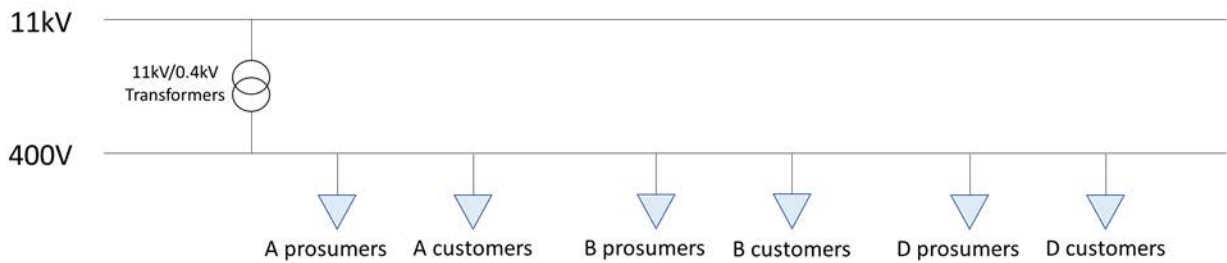 11kV
11kV/0.4kV
Transformers
400V
A prosumers
A customers
B prosumers
B customers
D prosumers
D customers